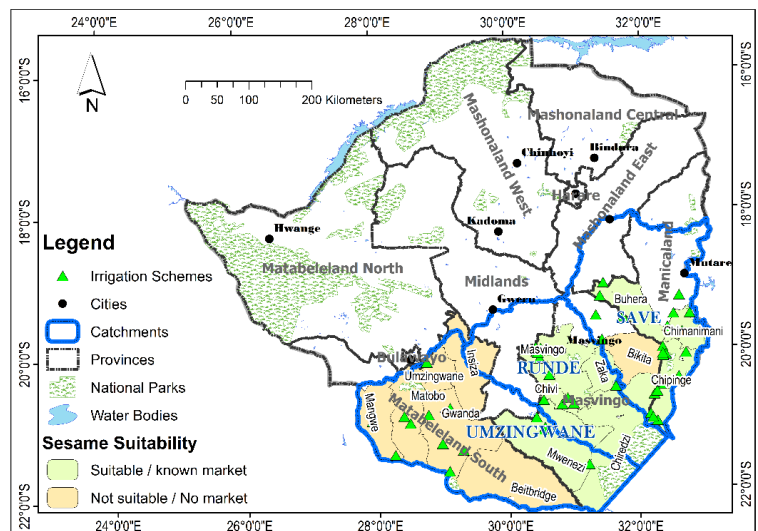 24°0'0"E 26°0'0"E 28°0'0"E 30°0'0"E 32°0'0"E
16°0'0"S
16°0'0"S
N
0 50 100 200 Kilometers
Mashonaland Central
Mashonaland West
Chinhoyi
Bindura
Mashonaland East
Harare
18°0'0"S
18°0'0"S
Hwange
Kadoma
Matabeleland North
Manicaland
Mutare
Midlands
Gweru
Buhera
SAVE
Chimanimani
Masvingo
Bulawayo
Insiza
Masvingo
Zaka
Bikita
20°0'0"S
20°0'0"S
Umzingwane
RUNDE
Chivi
Chipinge
Matobo
Masvingo
Mangwe
Gwanda
Matabeleland South
UMZINGWANE
Mwenezi
Chiredzi
Beitbridge
22°0'0"S
22°0'0"S
Legend
Irrigation Schemes
Cities
Catchments
Provinces
National Parks
Water Bodies
Sesame Suitability
Suitable / known market
Not suitable / No market
24°0'0"E 26°0'0"E 28°0'0"E 30°0'0"E 32°0'0"E